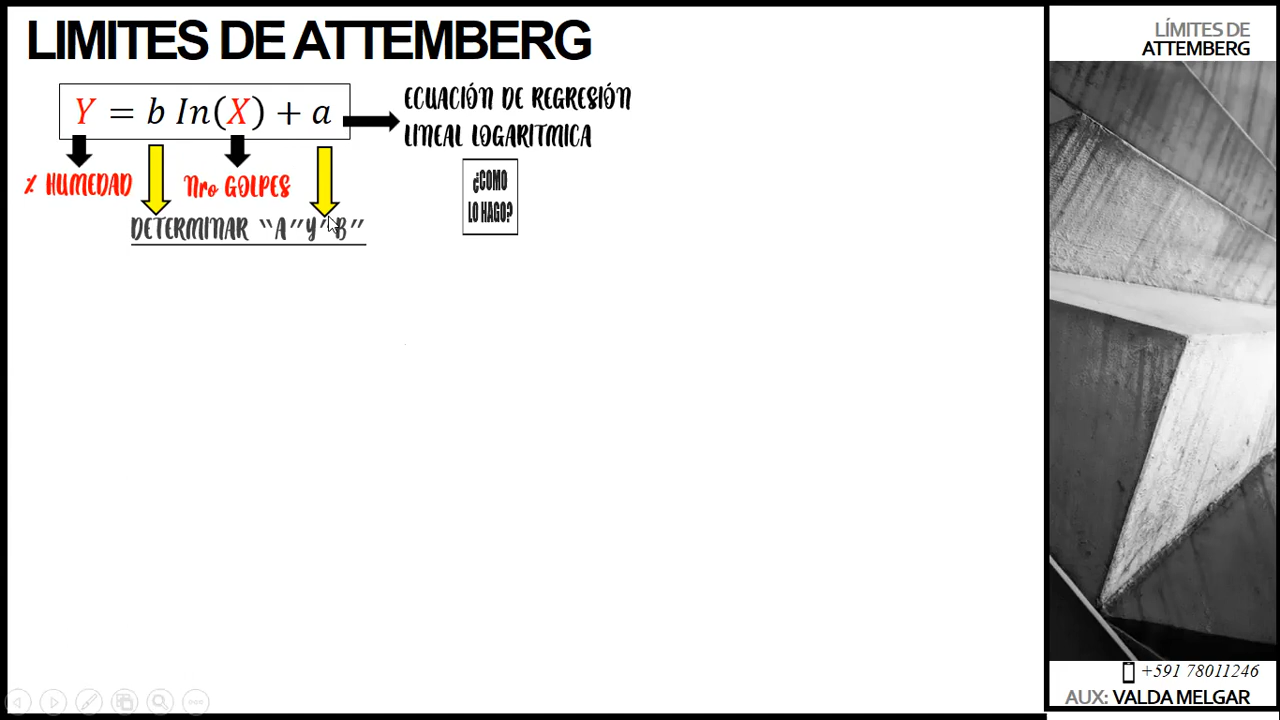 LIMITES DE ATTEMBERG
Y = b In(X) + a
ECUACIÓN DE REGRESIÓN
LINEAL LOGARITMICA
% HUMEDAD
Nro GOLPES
DETERMINAR “A”Y“B”
¿COMO
LO HAGO?
LÍMITES DE
ATTEMBERG
+591 78011246
AUX: VALDA MELGAR